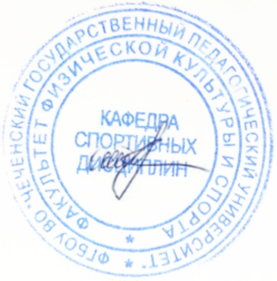 ФГБОУ ВО "ЧЕЧЕНСКИЙ ГОСУДАРСТВЕННЫЙ ПЕДАГОГИЧЕСКИЙ УНИВЕРСИТЕТ"
ФАКУЛЬТЕТ ФИЗИЧЕСКОЙ КУЛЬТУРЫ И СПОРТА
КАФЕДРА
СПОРТИВНЫХ
ДИСЦИПЛИН